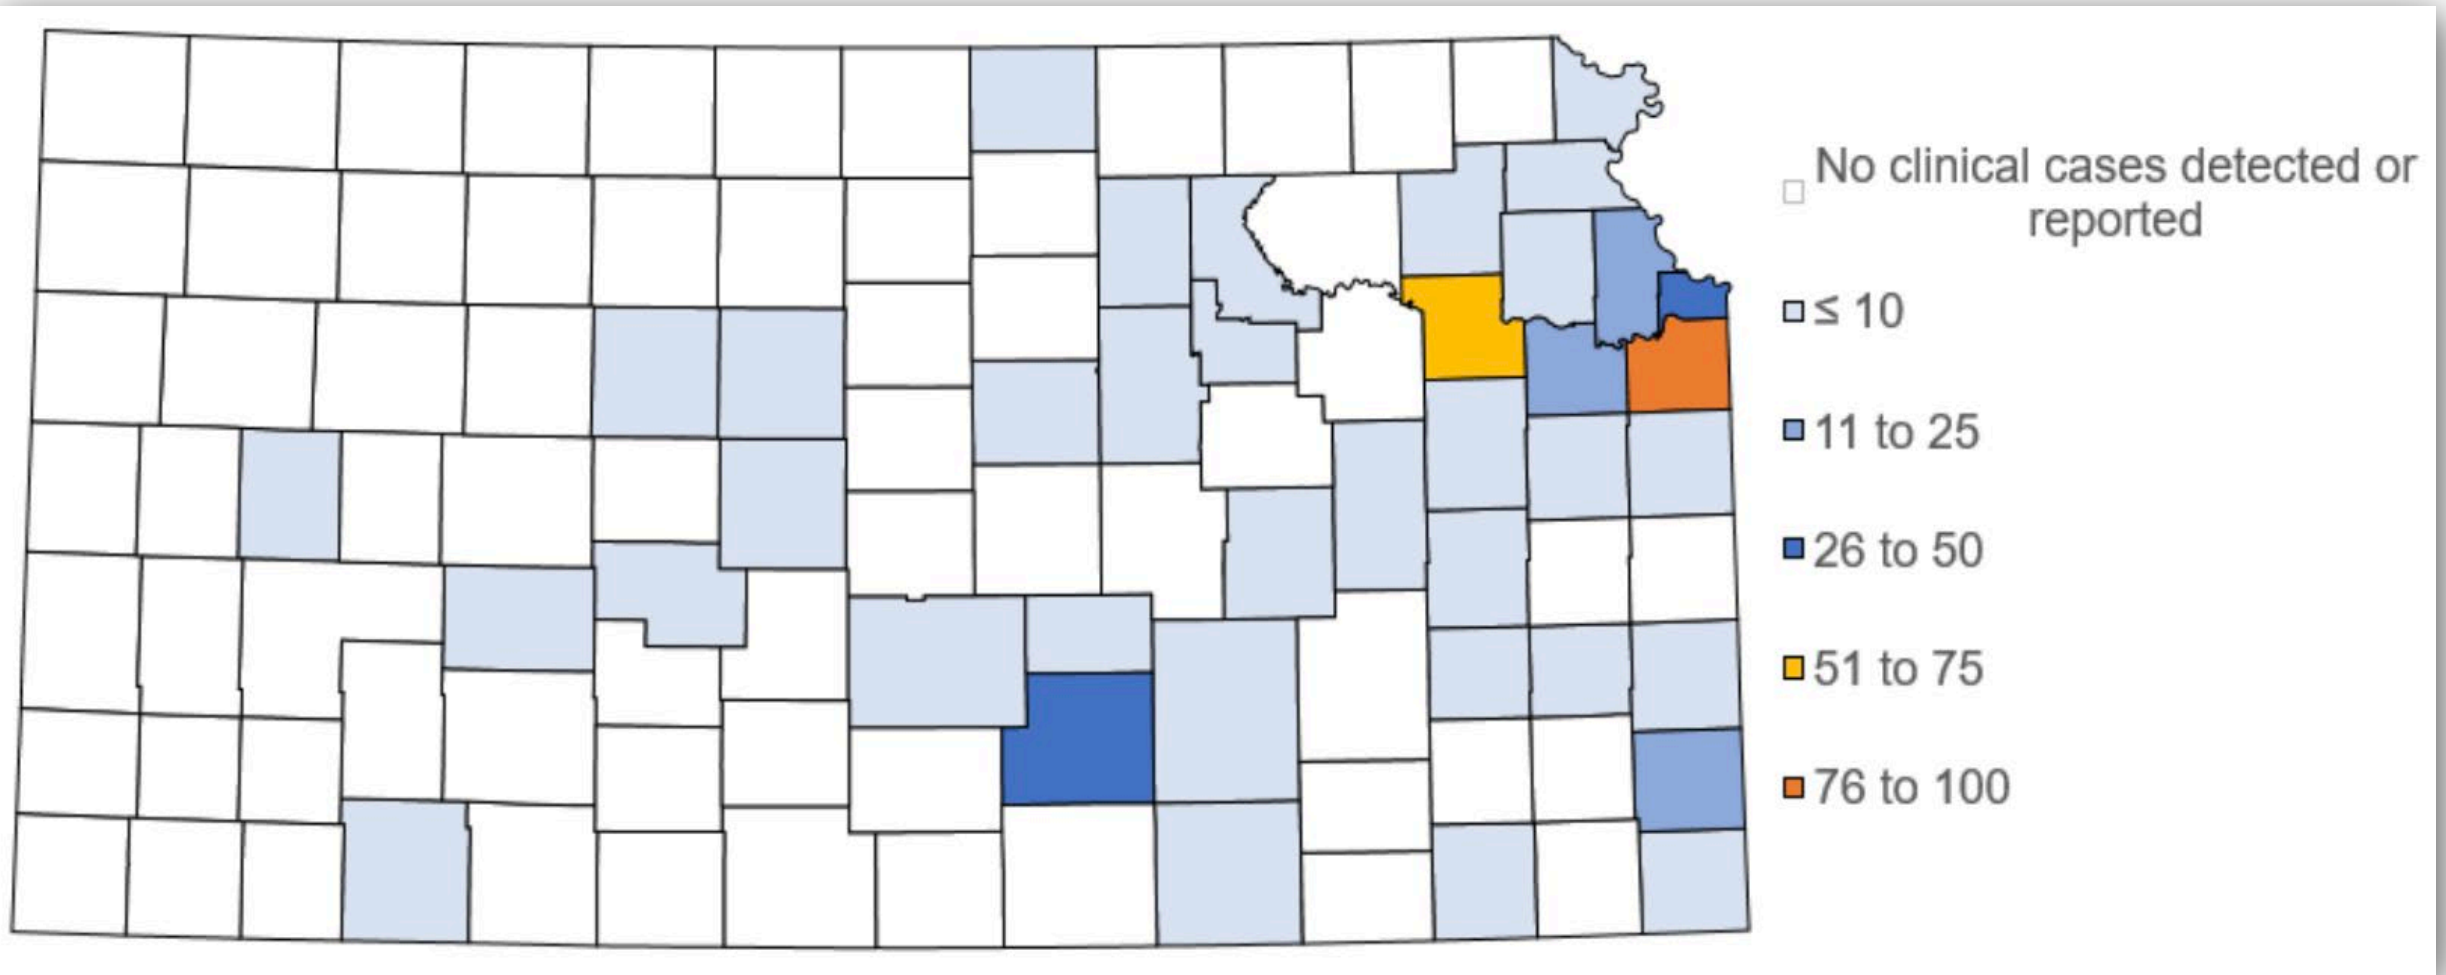 No clinical cases detected or
reported
≤ 10
11 to 25
26 to 50
51 to 75
76 to 100